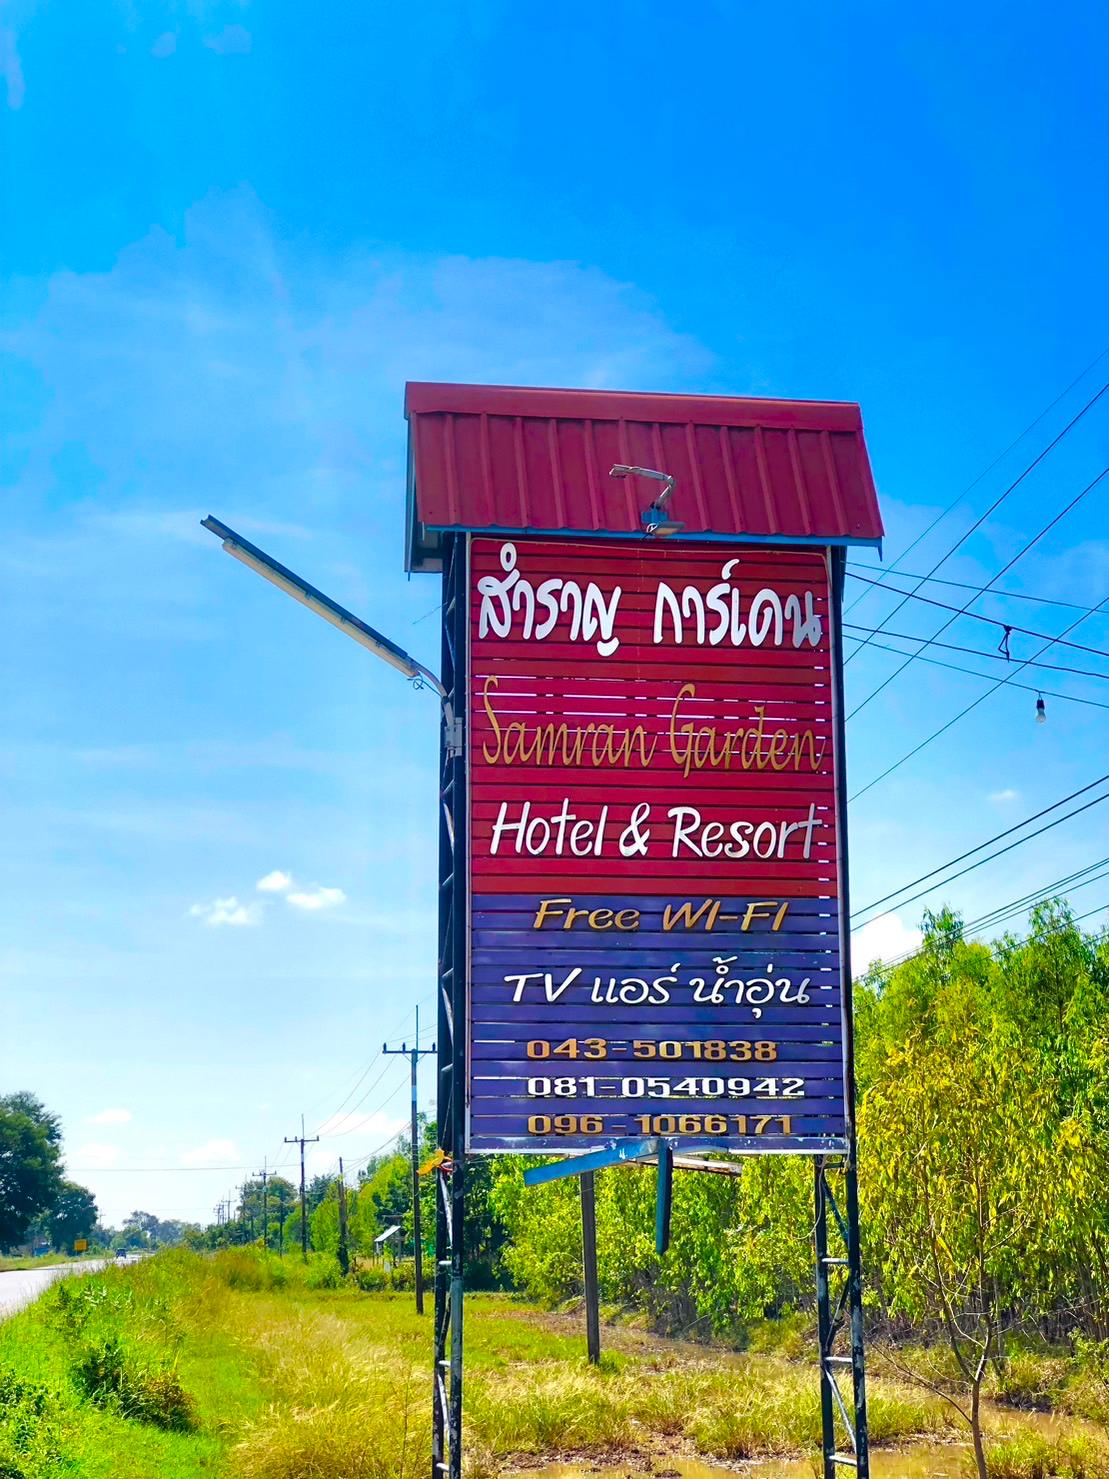 สำราญ การ์เดน
Samran Garden
Hotel & Resort
Free WI-FI
TV แอร์ น้ำอุ่น
043-501838
081-0540942
096-1066171